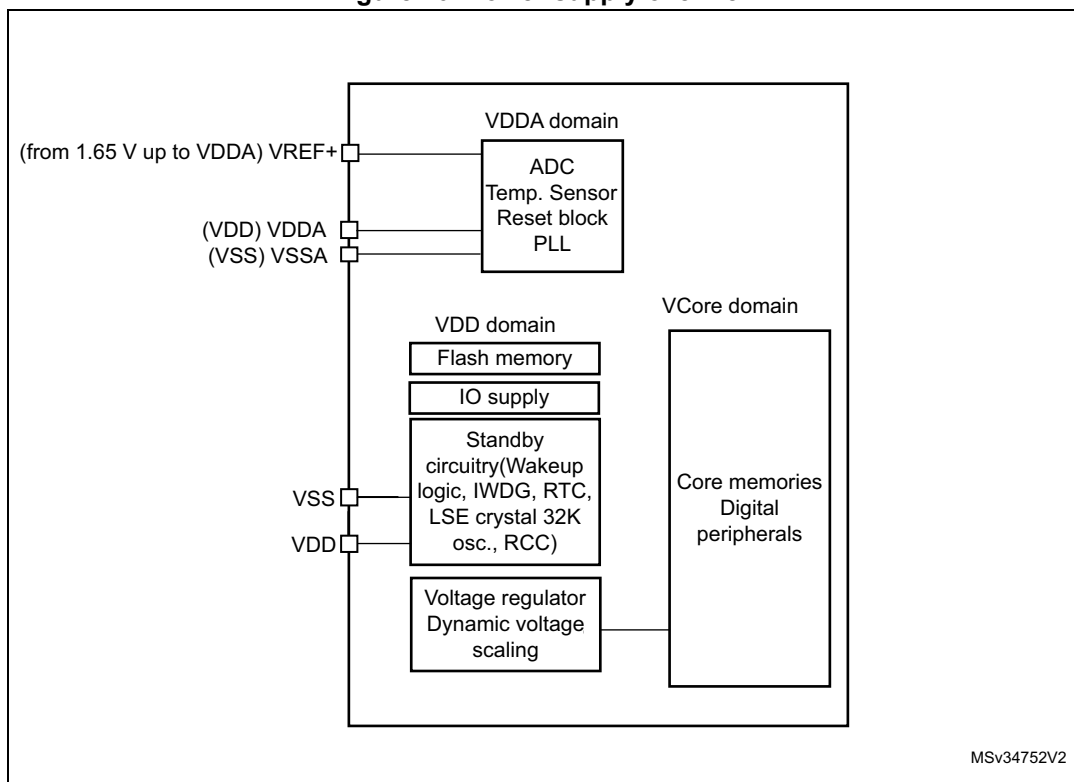 (from 1.65 V up to VDDA) VREF+
(VDD) VDDA
(VSS) VSSA
VDDA domain
ADC
Temp. Sensor
Reset block
PLL
VDD domain
Flash memory
IO supply
Standby
circuitry(Wakeup
logic, IWDG, RTC,
LSE crystal 32K
osc., RCC)
VSS
VDD
Voltage regulator
Dynamic voltage
scaling
VCore domain
Core memories
Digital
peripherals
MSv34752V2